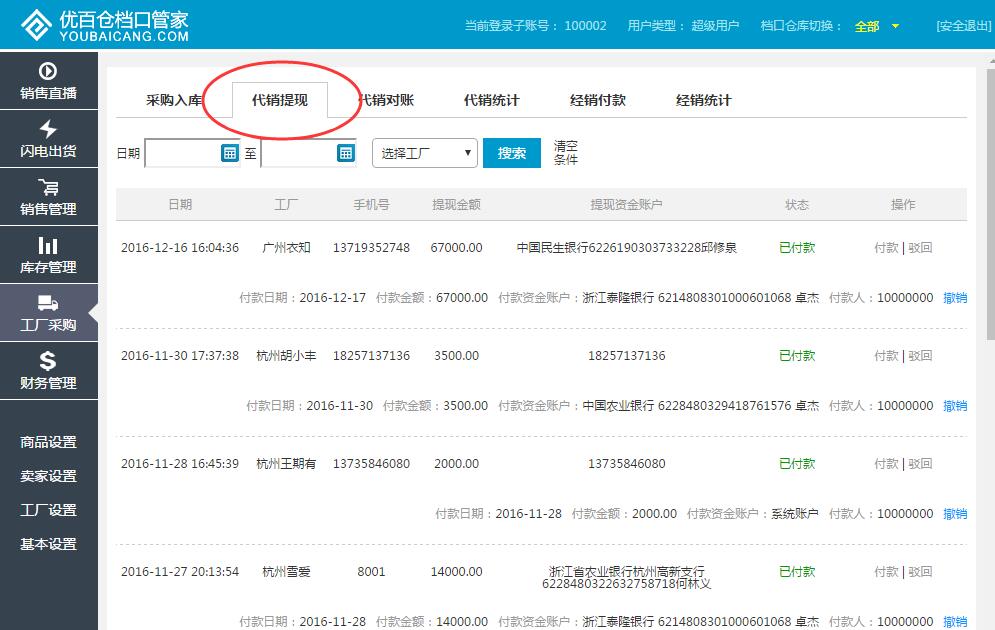 优百仓档口管家
YOUBAICANG.COM
当前登录子账号： 100002 用户类型： 超级用户 档口仓库切换： 全部 [安全退出]
销售直播
闪电出货
销售管理
库存管理
工厂采购
财务管理
商品设置
卖家设置
工厂设置
基本设置
采购入库 代销提现 代销对账 代销统计 经销付款 经销统计
日期 至 选择工厂 搜索 清空
条件
日期 工厂 手机号 提现金额 提现资金账户 状态 操作
2016-12-16 16:04:36 广州衣知 13719352748 67000.00 中国民生银行6226190303733228邱修泉 已付款 付款 | 驳回
付款日期：2016-12-17 付款金额：67000.00 付款资金账户：浙江泰隆银行 6214808301000601068 卓杰 付款人：10000000 撤销
2016-11-30 17:37:38 杭州胡小丰 18257137136 3500.00 18257137136 已付款 付款 | 驳回
付款日期：2016-11-30 付款金额：3500.00 付款资金账户：中国农业银行 6228480329418761576 卓杰 付款人：10000000 撤销
2016-11-28 16:45:39 杭州王期有 13735846080 2000.00 13735846080 已付款 付款 | 驳回
付款日期：2016-11-28 付款金额：2000.00 付款资金账户：系统账户 付款人：10000000 撤销
2016-11-27 20:13:54 杭州雪爱 8001 14000.00 浙江省农业银行杭州高新支行 已付款 付款 | 驳回
6228480322632758718何林义
付款日期：2016-11-28 付款金额：14000.00 付款资金账户：浙江泰隆银行 6214808301000601068 卓杰 付款人：10000000 撤销